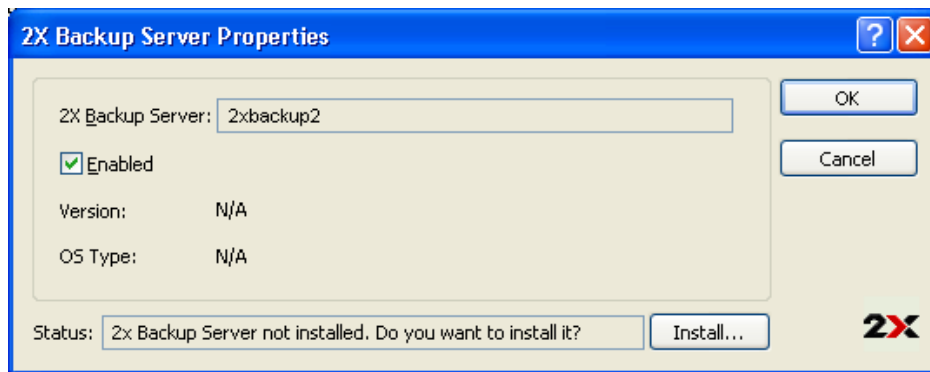 2X Backup Server Properties
2X Backup Server: 2xbackup2
OK
Enabled
Cancel
Version: N/A
OS Type: N/A
Status: 2x Backup Server not installed. Do you want to install it? Install...
2X